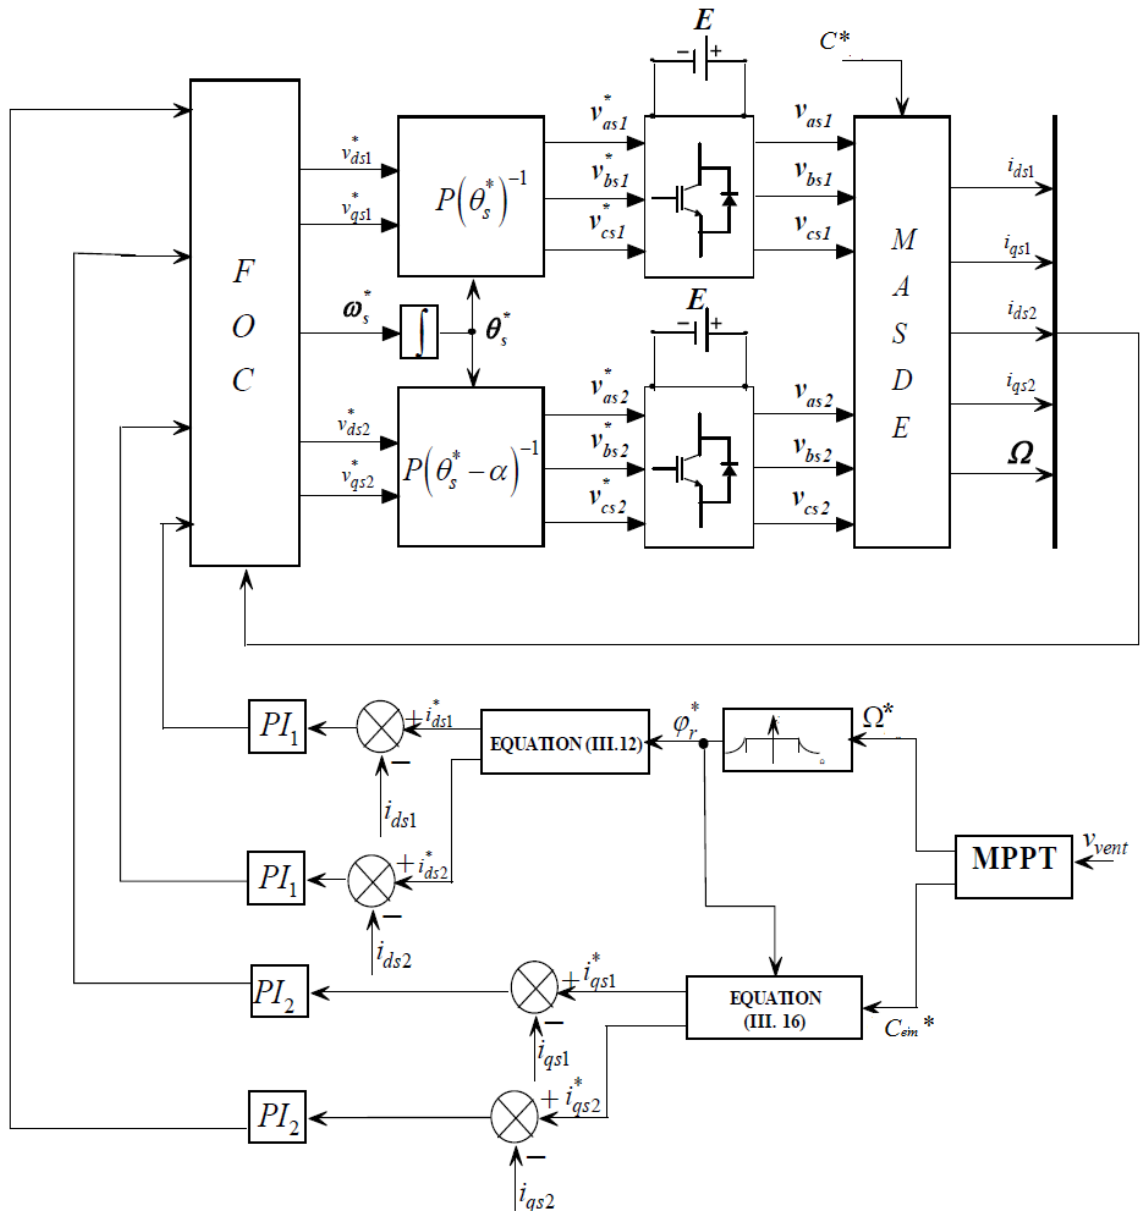 E
− +
C*
F
O
C
v*ds1
v*qs1
ω*s
v*ds2
v*qs2
P(θ*s)−1
∫
θ*s
P(θ*s − α)−1
v*as1
v*bs1
v*cs1
E
− +
v*as2
v*bs2
v*cs2
vas1
vbs1
vcs1
vas2
vbs2
vcs2
M
A
S
D
E
ids1
iqs1
ids2
iqs2
Ω
PI1
+ i*ds1
−
ids1
EQUATION (III.12)
φ*r
Ω*
MPPT
vvent
PI1
+ i*ds2
−
ids2
PI2
+ i*qs1
−
iqs1
EQUATION
(III. 16)
Cem*
PI2
+ i*qs2
−
iqs2